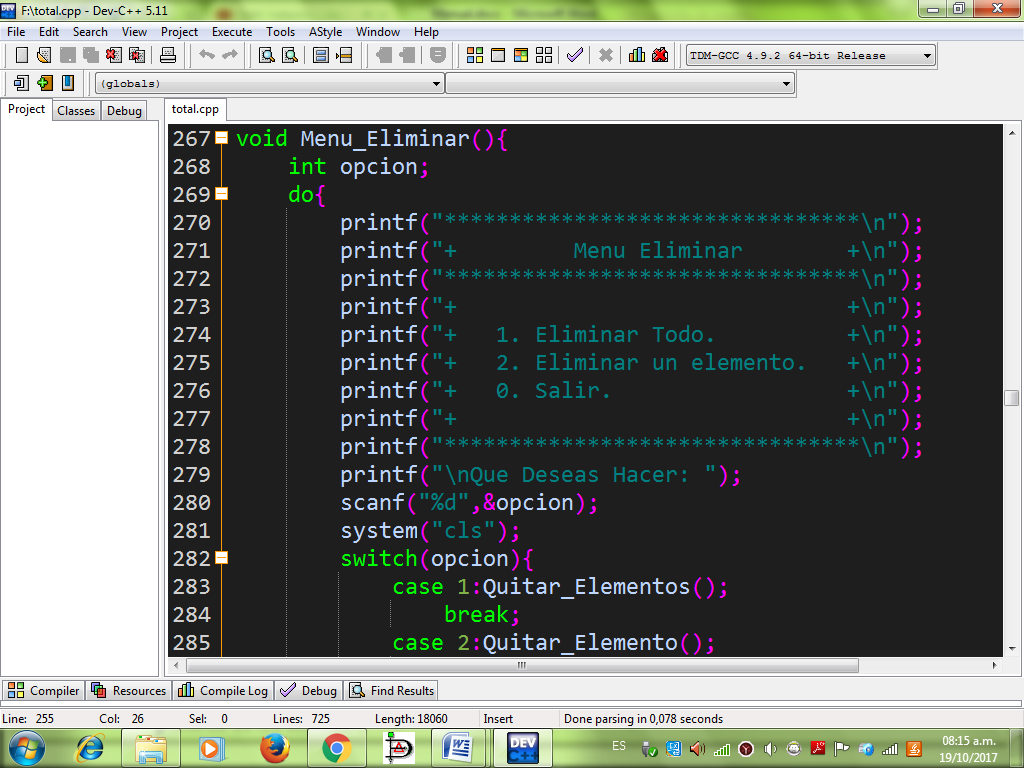 F:\total.cpp - Dev-C++ 5.11
File Edit Search View Project Execute Tools AStyle Window Help
TDM-GCC 4.9.2 64-bit Release
(globals)
Project Classes Debug
total.cpp
267 void Menu_Eliminar(){
268 int opcion;
269 do{
270 printf("********************************\n");
271 printf("+         Menu Eliminar        +\n");
272 printf("********************************\n");
273 printf("+                              +\n");
274 printf("+   1. Eliminar Todo.          +\n");
275 printf("+   2. Eliminar un elemento.   +\n");
276 printf("+   0. Salir.                  +\n");
277 printf("+                              +\n");
278 printf("********************************\n");
279 printf("\nQue Deseas Hacer: ");
280 scanf("%d",&opcion);
281 system("cls");
282 switch(opcion){
283 case 1:Quitar_Elementos();
284 break;
285 case 2:Quitar_Elemento();
Compiler Resources Compile Log Debug Find Results
Line: 255 Col: 26 Sel: 0 Lines: 725 Length: 18060 Insert Done parsing in 0,078 seconds
DEV C++
ES
08:15 a.m.
19/10/2017